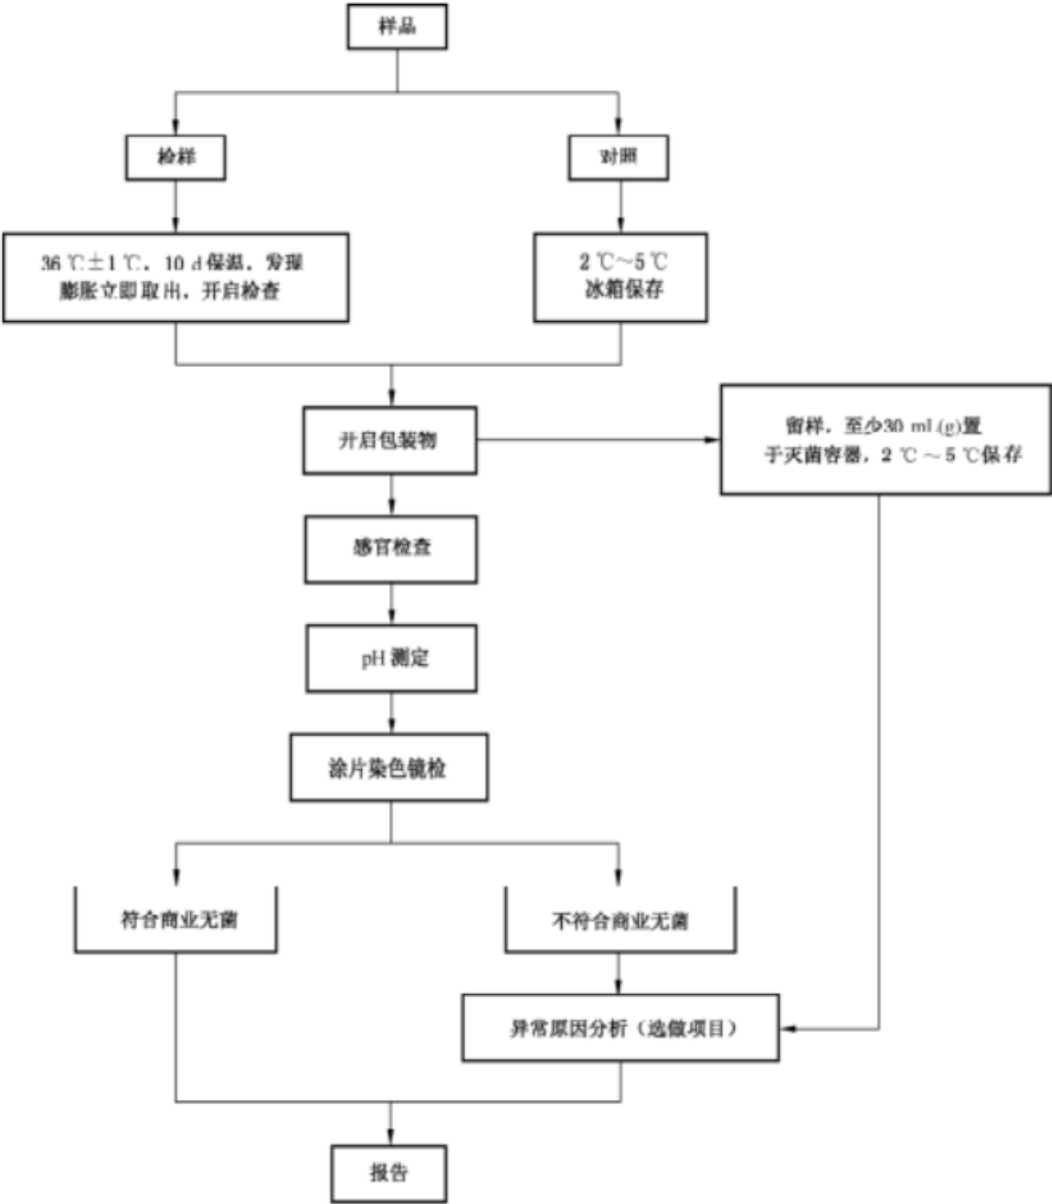 样品
检样
对照
36 ℃±1 ℃，10 d 保温，发现
膨胀立即取出，开启检查
2 ℃～5 ℃
冰箱保存
开启包装物
留样，至少30 mL(g)置
于灭菌容器，2 ℃～5 ℃保存
感官检查
pH 测定
涂片染色镜检
符合商业无菌
不符合商业无菌
异常原因分析（选做项目）
报告